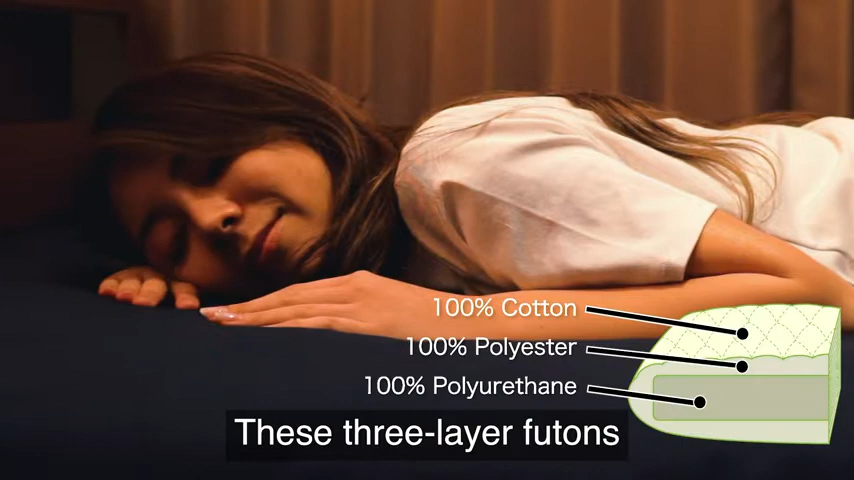 100% Cotton
100% Polyester
100% Polyurethane
These three-layer futons